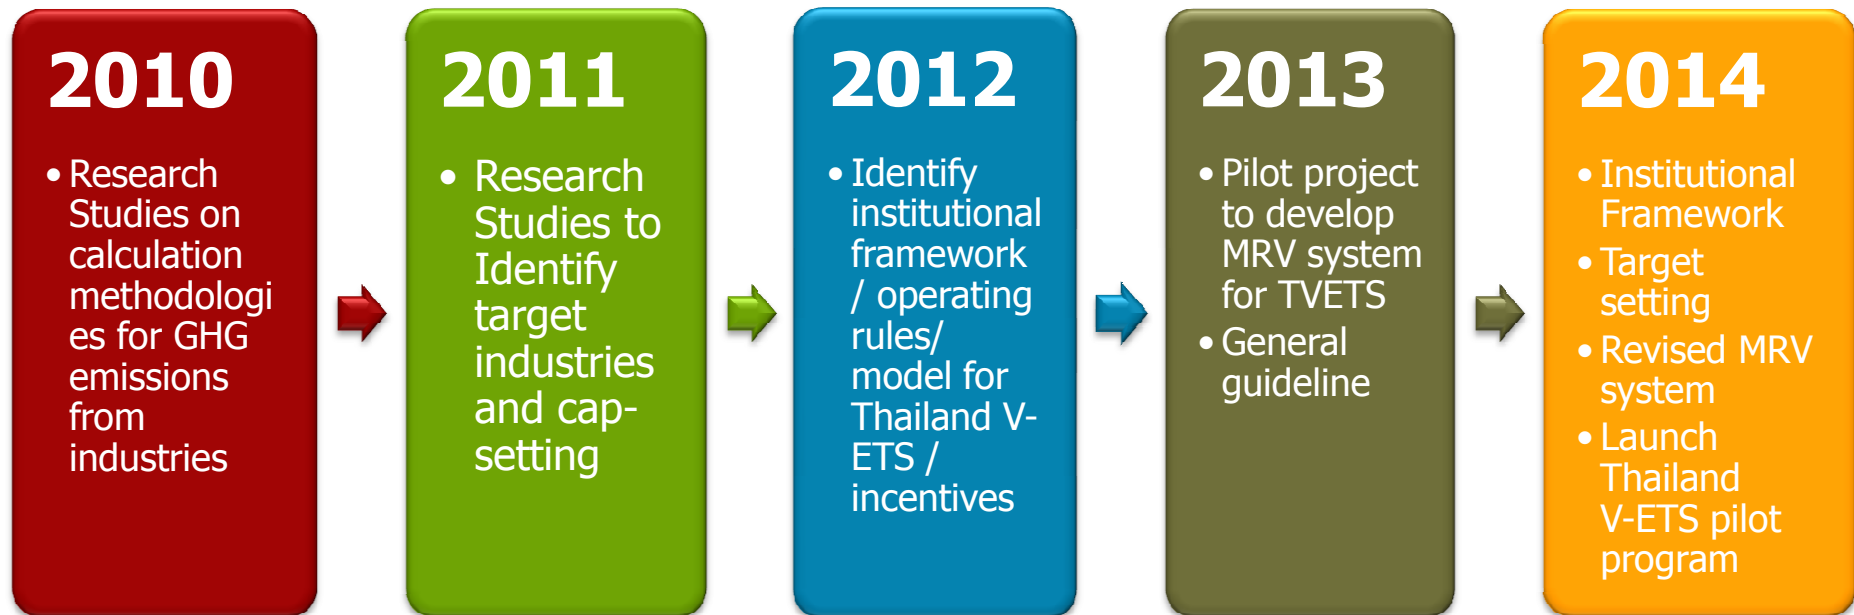 2010
• Research
Studies on
calculation
methodologi
es for GHG
emissions
from
industries
2011
• Research
Studies to
Identify
target
industries
and cap-
setting
2012
• Identify
institutional
framework
/ operating
rules/
model for
Thailand V-
ETS /
incentives
2013
• Pilot project
to develop
MRV system
for TVETS
• General
guideline
2014
• Institutional
Framework
• Target
setting
• Revised MRV
system
• Launch
Thailand
V-ETS pilot
program